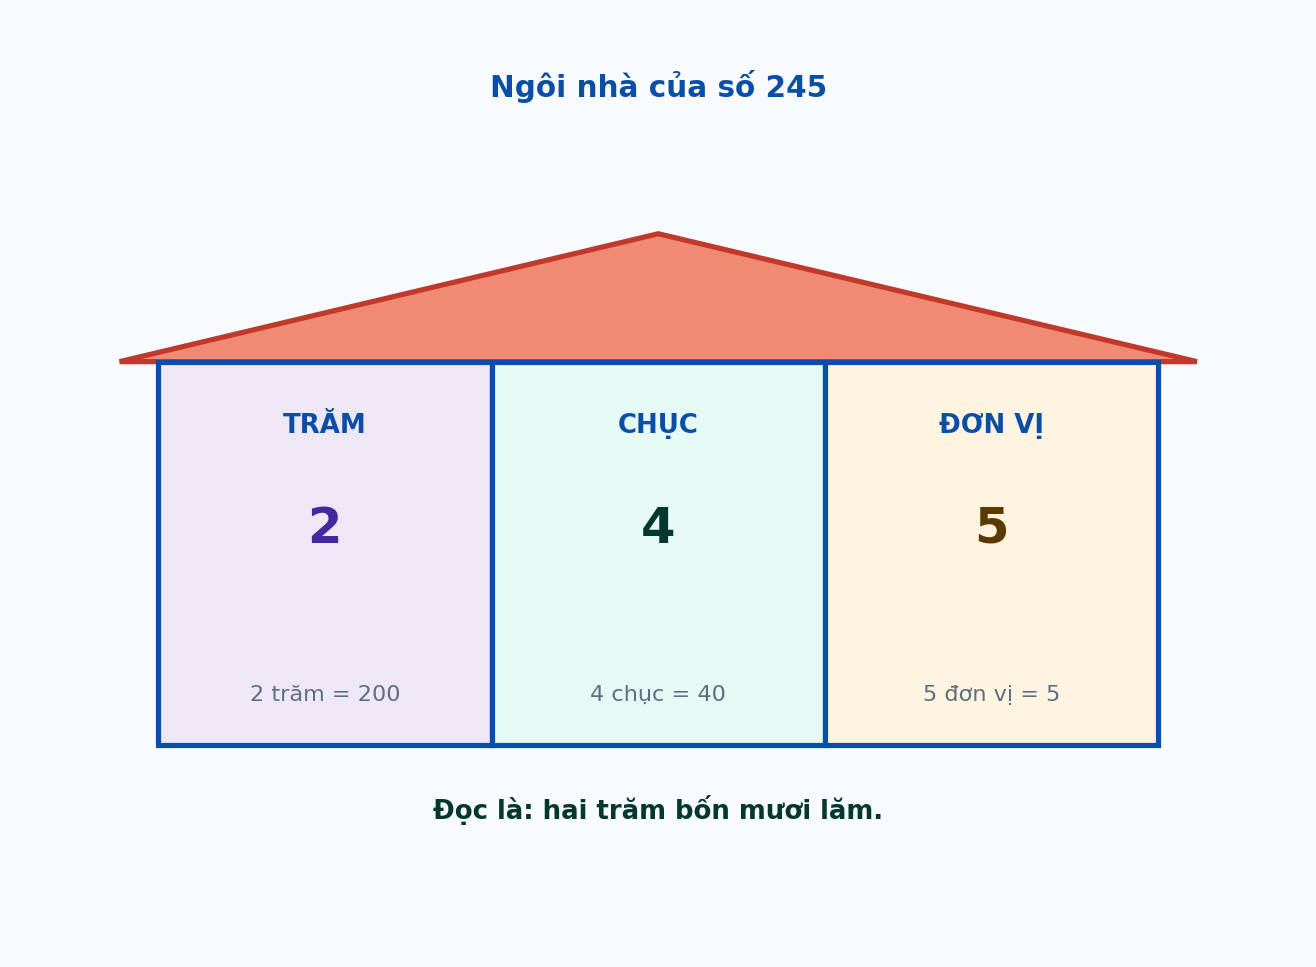 Ngôi nhà của số 245
TRĂM CHỤC ĐƠN VỊ
2 4 5
2 trăm = 200 4 chục = 40 5 đơn vị = 5
Đọc là: hai trăm bốn mươi lăm.